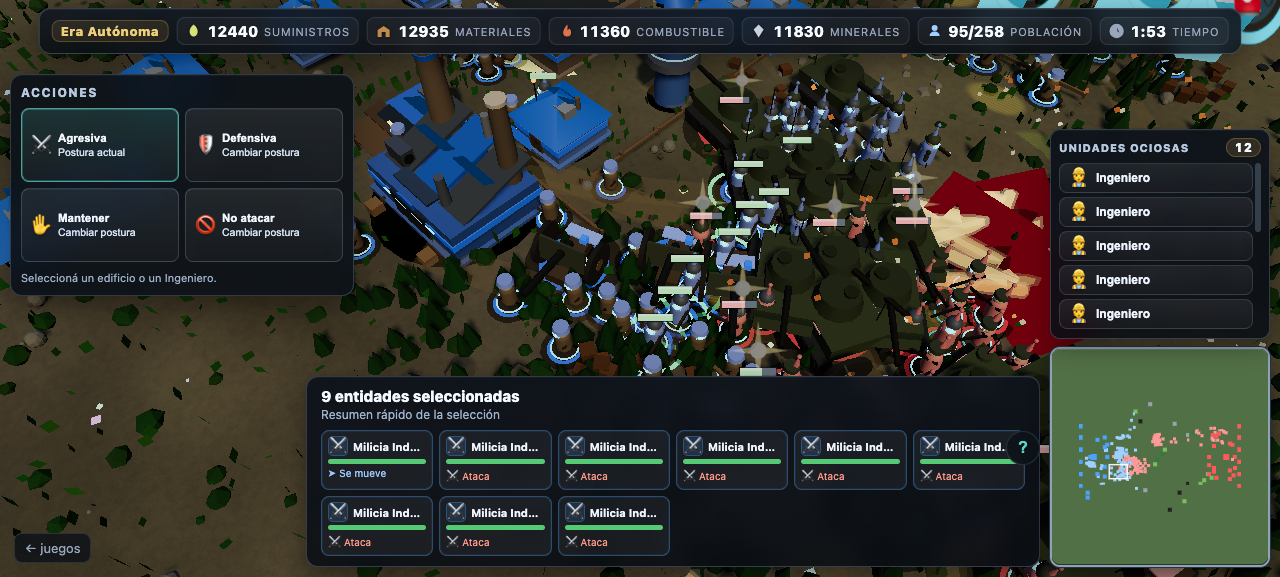 Era Autónoma
12440 SUMINISTROS
12935 MATERIALES
11360 COMBUSTIBLE
11830 MINERALES
95/258 POBLACIÓN
1:53 TIEMPO
ACCIONES
Agresiva
Postura actual
Defensiva
Cambiar postura
Mantener
Cambiar postura
No atacar
Cambiar postura
Seleccioná un edificio o un Ingeniero.
UNIDADES OCIOSAS 12
Ingeniero
Ingeniero
Ingeniero
Ingeniero
Ingeniero
9 entidades seleccionadas
Resumen rápido de la selección
Milicia Ind...
Se mueve
Milicia Ind...
Ataca
Milicia Ind...
Ataca
Milicia Ind...
Ataca
Milicia Ind...
Ataca
Milicia Ind...
Ataca
?
Milicia Ind...
Ataca
Milicia Ind...
Ataca
Milicia Ind...
Ataca
← juegos